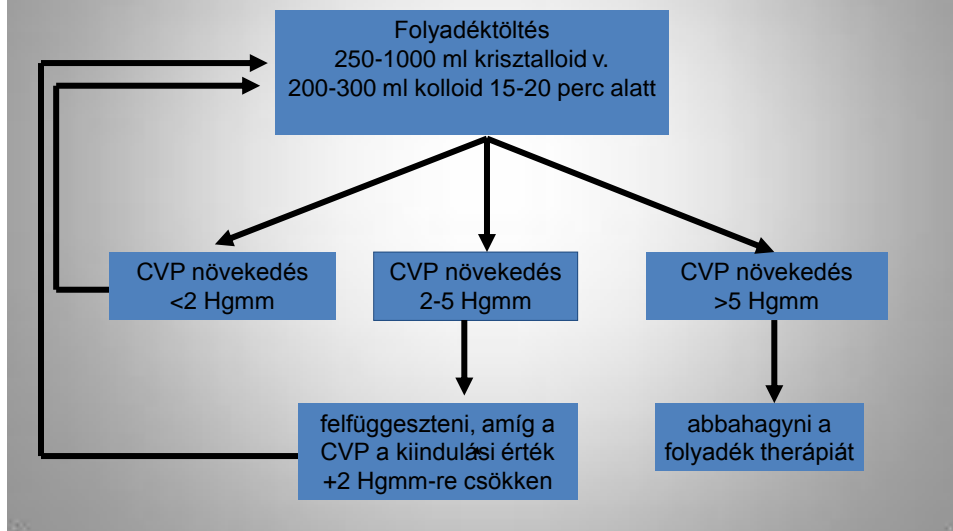 Folyadéktöltés
250-1000 ml krisztalloid v.
200-300 ml kolloid 15-20 perc alatt
CVP növekedés
<2 Hgmm
CVP növekedés
2-5 Hgmm
CVP növekedés
>5 Hgmm
felfüggeszteni, amíg a
CVP a kiindulási érték
+2 Hgmm-re csökken
abbahagyni a
folyadék therápiát